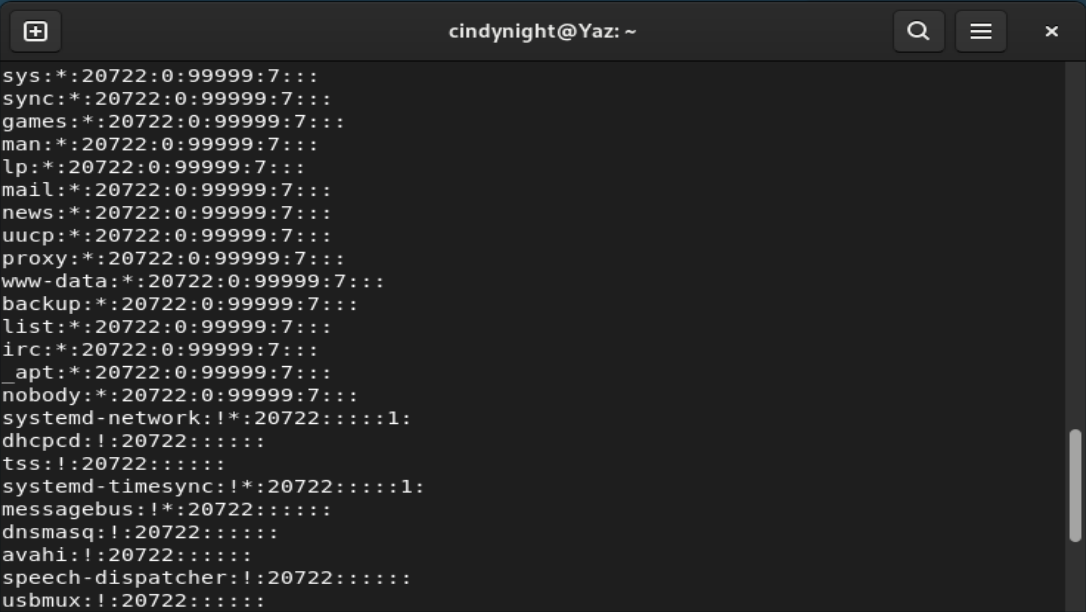 cindynight@Yaz: ~
sys:*:20722:0:99999:7:::
sync:*:20722:0:99999:7:::
games:*:20722:0:99999:7:::
man:*:20722:0:99999:7:::
lp:*:20722:0:99999:7:::
mail:*:20722:0:99999:7:::
news:*:20722:0:99999:7:::
uucp:*:20722:0:99999:7:::
proxy:*:20722:0:99999:7:::
www-data:*:20722:0:99999:7:::
backup:*:20722:0:99999:7:::
list:*:20722:0:99999:7:::
irc:*:20722:0:99999:7:::
_apt:*:20722:0:99999:7:::
nobody:*:20722:0:99999:7:::
systemd-network:!*:20722:::::1:
dhcpcd:!:20722::::::
tss:!:20722::::::
systemd-timesync:!*:20722:::::1:
messagebus:!*:20722::::::
dnsmasq:!:20722::::::
avahi:!:20722::::::
speech-dispatcher:!:20722::::::
usbmux:!:20722::::::